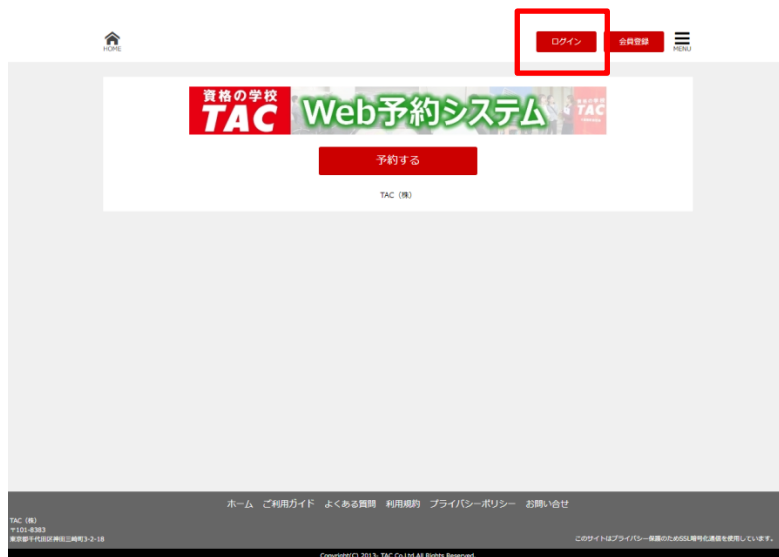 HOME
ログイン
会員登録
MENU
資格の学校
TAC
Web予約システム
TAC
予約する
TAC (株)
ホーム ご利用ガイド よくある質問 利用規約 プライバシーポリシー お問い合せ
TAC (株)
〒101-8383
東京都千代田区神田三崎町3-2-18
このサイトはプライバシー保護のためSSL暗号化通信を使用しています。
Copyright(C) 2013- TAC Co.Ltd All Rights Reserved.